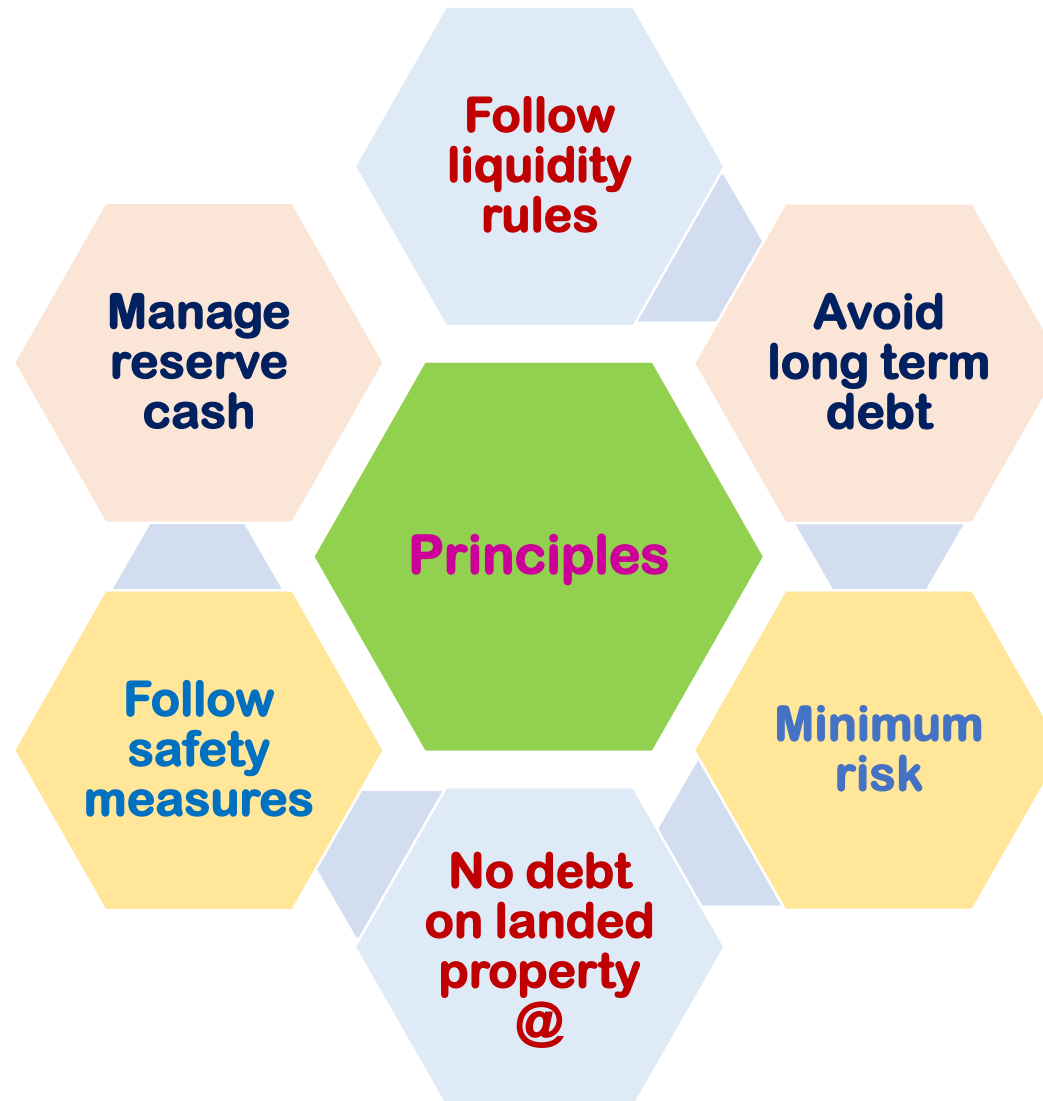 Follow
liquidity
rules
Avoid
long term
debt
Minimum
risk
No debt
on landed
property
@
Follow
safety
measures
Manage
reserve
cash
Principles